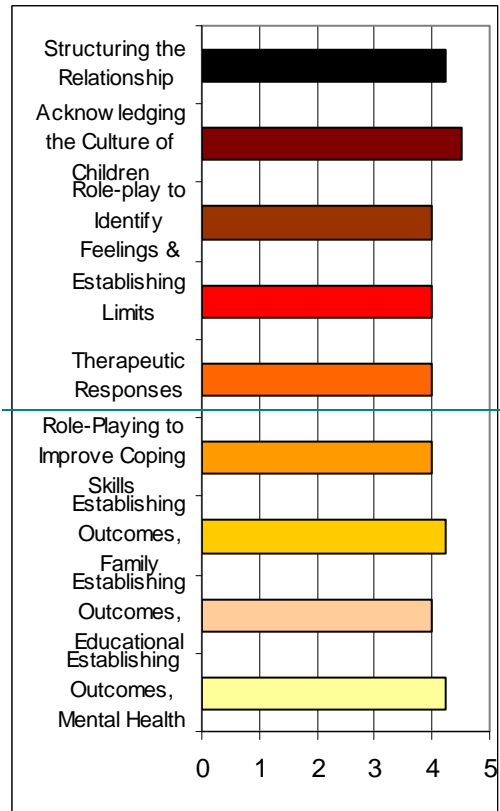 Structuring the
Relationship
Acknow ledging
the Culture of
Children
Role-play to
Identify
Feelings &
Establishing
Limits
Therapeutic
Responses
Role-Playing to
Improve Coping
Skills
Establishing
Outcomes,
Family
Establishing
Outcomes,
Educational
Establishing
Outcomes,
Mental Health
0 1 2 3 4 5